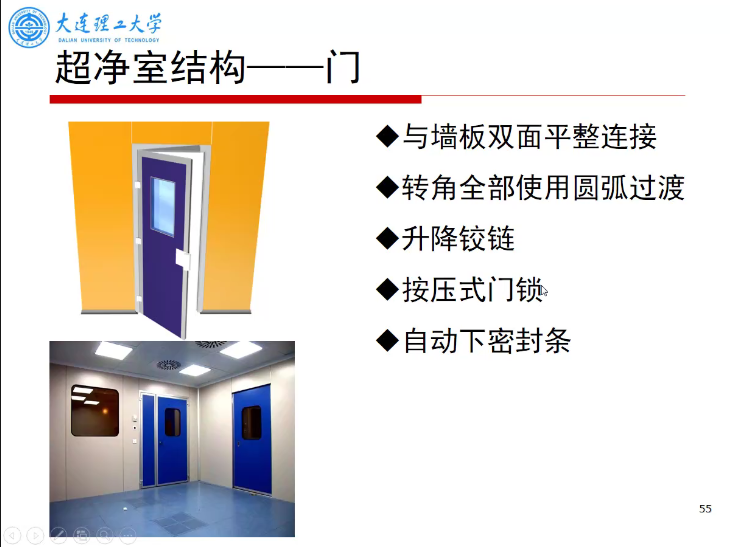 大连理工大学
DALIAN UNIVERSITY OF TECHNOLOGY
超净室结构——门
◆与墙板双面平整连接
◆转角全部使用圆弧过渡
◆升降铰链
◆按压式门锁
◆自动下密封条
55